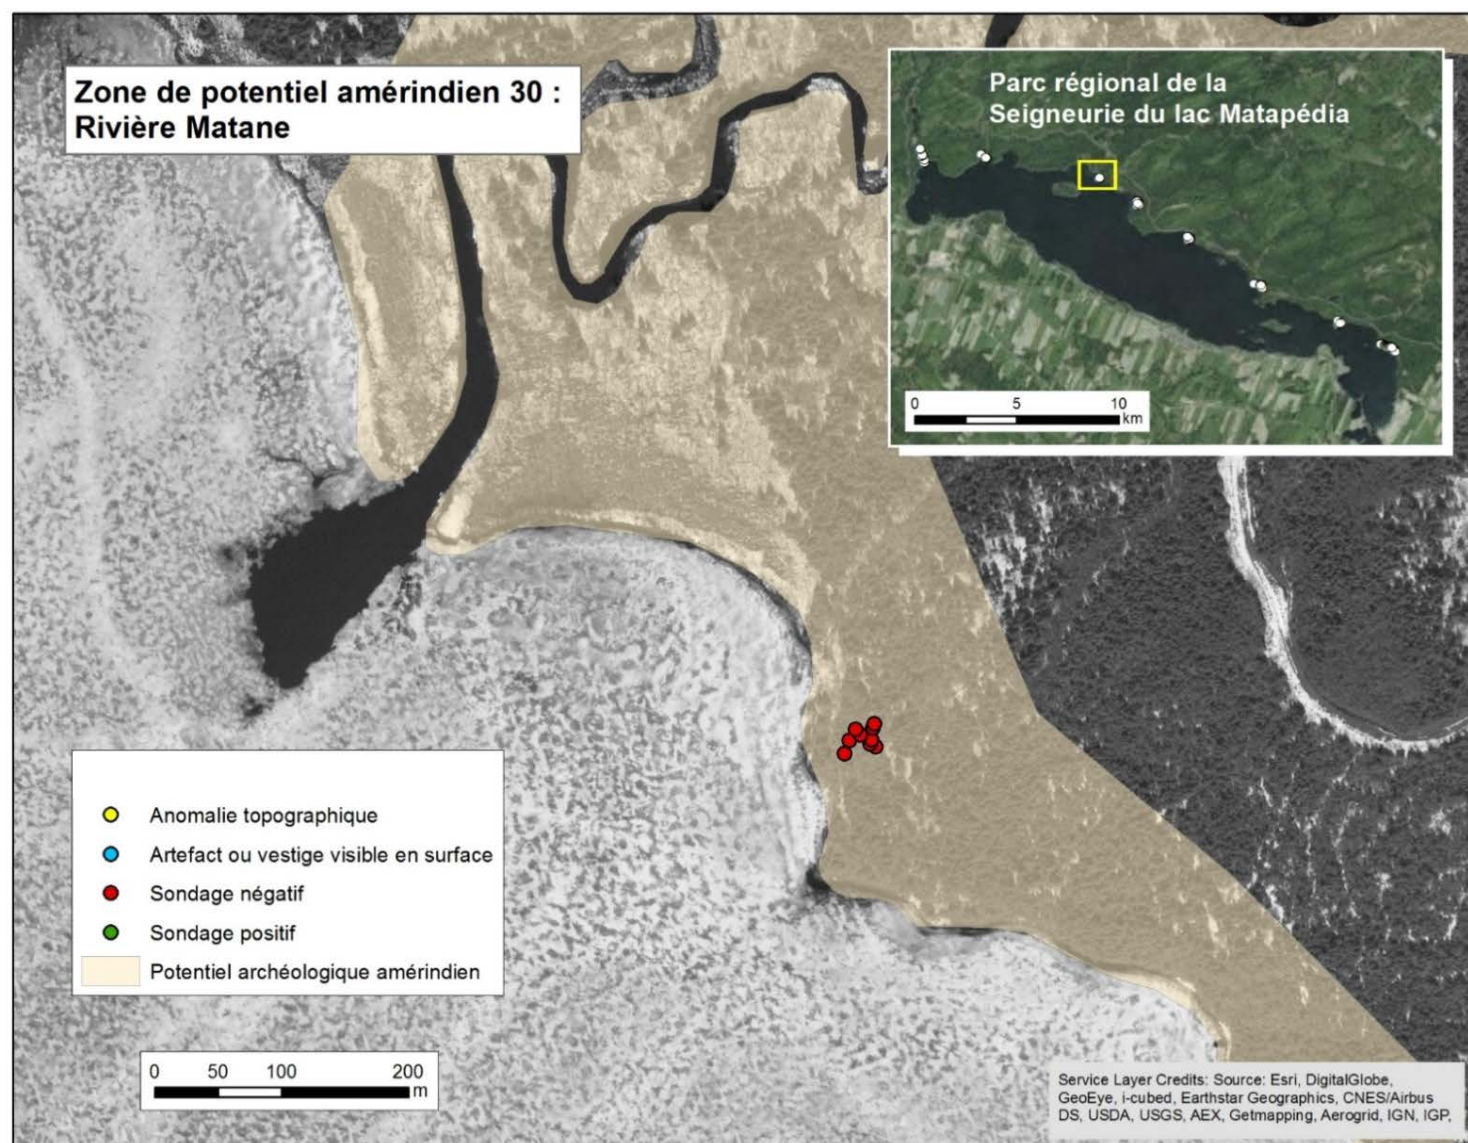 Zone de potentiel amérindien 30 :
Rivière Matane
Parc régional de la
Seigneurie du lac Matapédia
0 5 10
km
Anomalie topographique
Artefact ou vestige visible en surface
Sondage négatif
Sondage positif
Potentiel archéologique amérindien
0 50 100 200
m
Service Layer Credits: Source: Esri, DigitalGlobe,
GeoEye, i-cubed, Earthstar Geographics, CNES/Airbus
DS, USDA, USGS, AEX, Getmapping, Aerogrid, IGN, IGP,